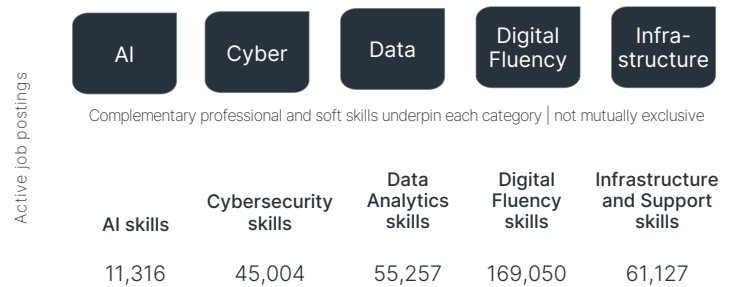 AI
Cyber
Data
Digital
Fluency
Infra-
structure
Complementary professional and soft skills underpin each category | not mutually exclusive
Active job postings
AI skills
Cybersecurity
skills
Data
Analytics
skills
Digital
Fluency
skills
Infrastructure
and Support
skills
11,316
45,004
55,257
169,050
61,127